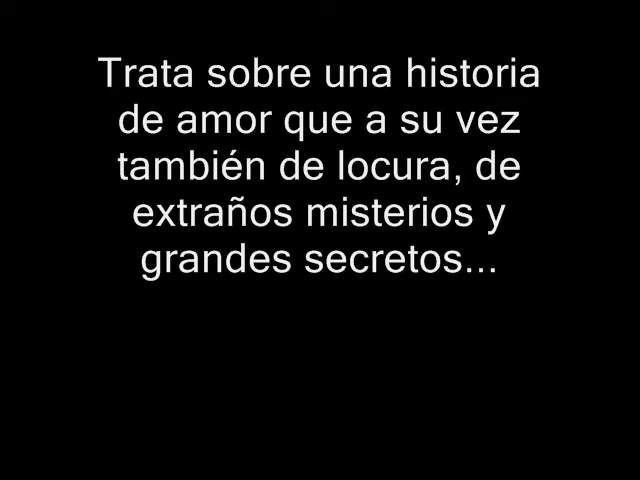 Trata sobre una historia
de amor que a su vez
también de locura, de
extraños misterios y
grandes secretos...